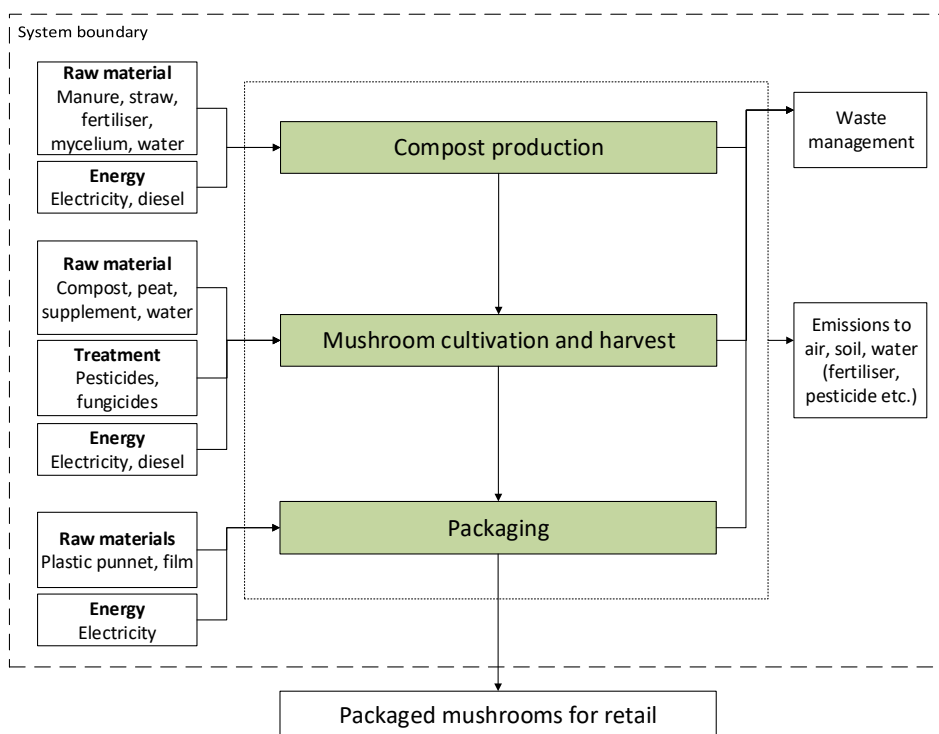 System boundary
Raw material
Manure, straw,
fertiliser,
mycelium, water
Energy
Electricity, diesel
Compost production
Waste
management
Raw material
Compost, peat,
supplement, water
Treatment
Pesticides,
fungicides
Energy
Electricity, diesel
Mushroom cultivation and harvest
Emissions to
air, soil, water
(fertiliser,
pesticide etc.)
Raw materials
Plastic punnet, film
Energy
Electricity
Packaging
Packaged mushrooms for retail